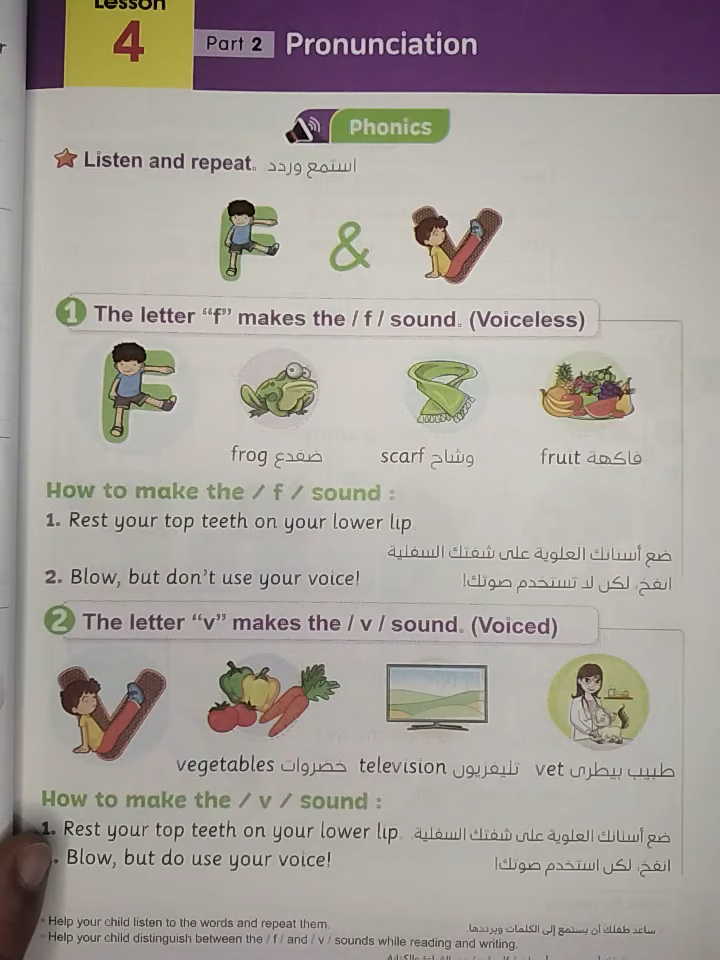 Lesson
4
Part 2 Pronunciation
Phonics
Listen and repeat. استمع وردد
F & V
1 The letter “f” makes the / f / sound. (Voiceless)
F
frog ضفدع scarf وشاح fruit فاكهة
How to make the / f / sound :
1. Rest your top teeth on your lower lip
ضع أسنانك العلوية على شفتك السفلية
2. Blow, but don’t use your voice! انفخ، لكن لا تستخدم صوتك!
2 The letter “v” makes the / v / sound. (Voiced)
V
vegetables خضروات television تليفزيون vet طبيب بيطرى
How to make the / v / sound :
1. Rest your top teeth on your lower lip. ضع أسنانك العلوية على شفتك السفلية.
. Blow, but do use your voice! انفخ، لكن استخدم صوتك!
Help your child listen to the words and repeat them. ساعد طفلك أن يستمع إلى الكلمات ويرددها.
Help your child distinguish between the / f / and / v / sounds while reading and writing.